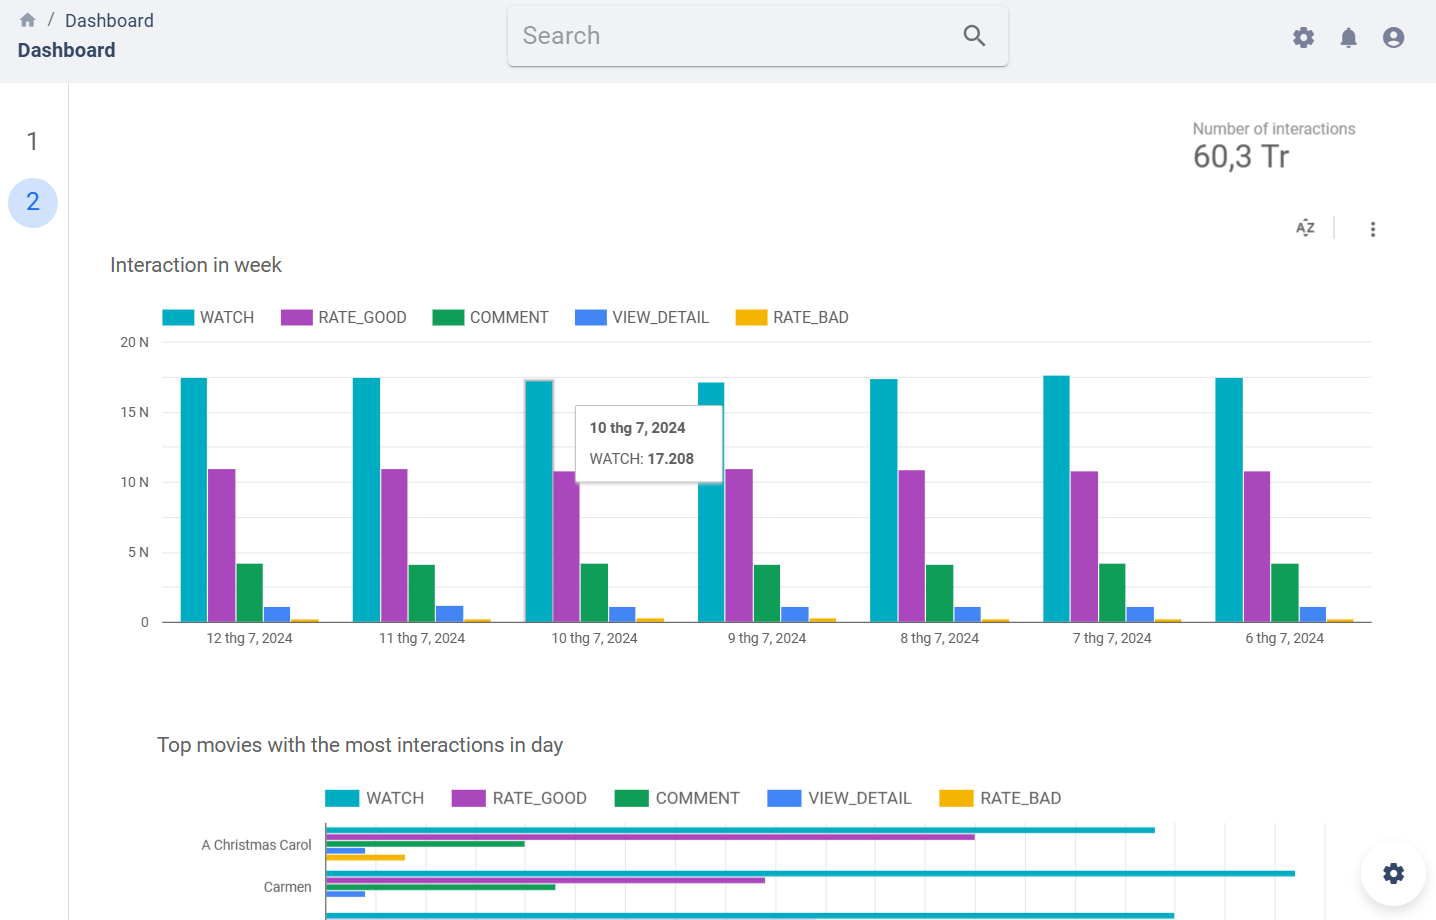 / Dashboard
Dashboard
Search
1
2
Number of interactions
60,3 Tr
AZ
Interaction in week
WATCH RATE_GOOD COMMENT VIEW_DETAIL RATE_BAD
20 N
15 N
10 N
5 N
0
10 thg 7, 2024
WATCH: 17.208
12 thg 7, 2024 11 thg 7, 2024 10 thg 7, 2024 9 thg 7, 2024 8 thg 7, 2024 7 thg 7, 2024 6 thg 7, 2024
Top movies with the most interactions in day
WATCH RATE_GOOD COMMENT VIEW_DETAIL RATE_BAD
A Christmas Carol
Carmen